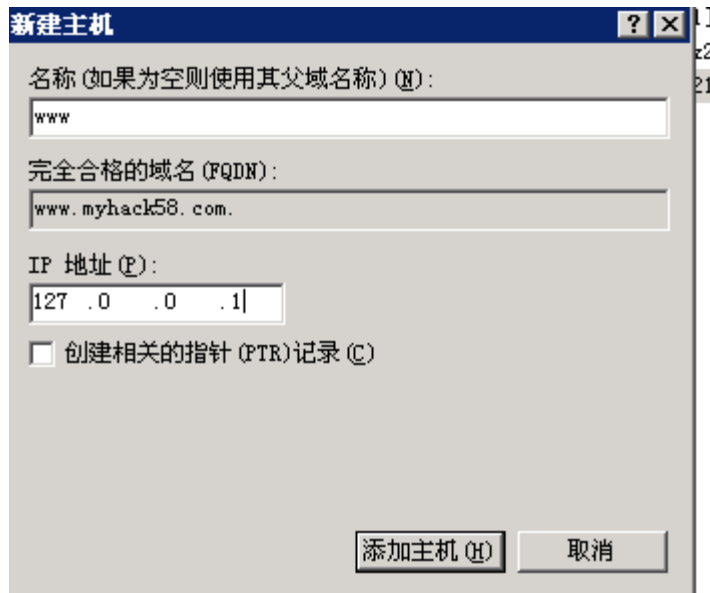 新建主机
名称(如果为空则使用其父域名称)(N):
www
完全合格的域名(FQDN):
www.myhack58.com.
IP 地址(P):
127 .0 .0 .1
创建相关的指针(PTR)记录(C)
添加主机(H) 取消